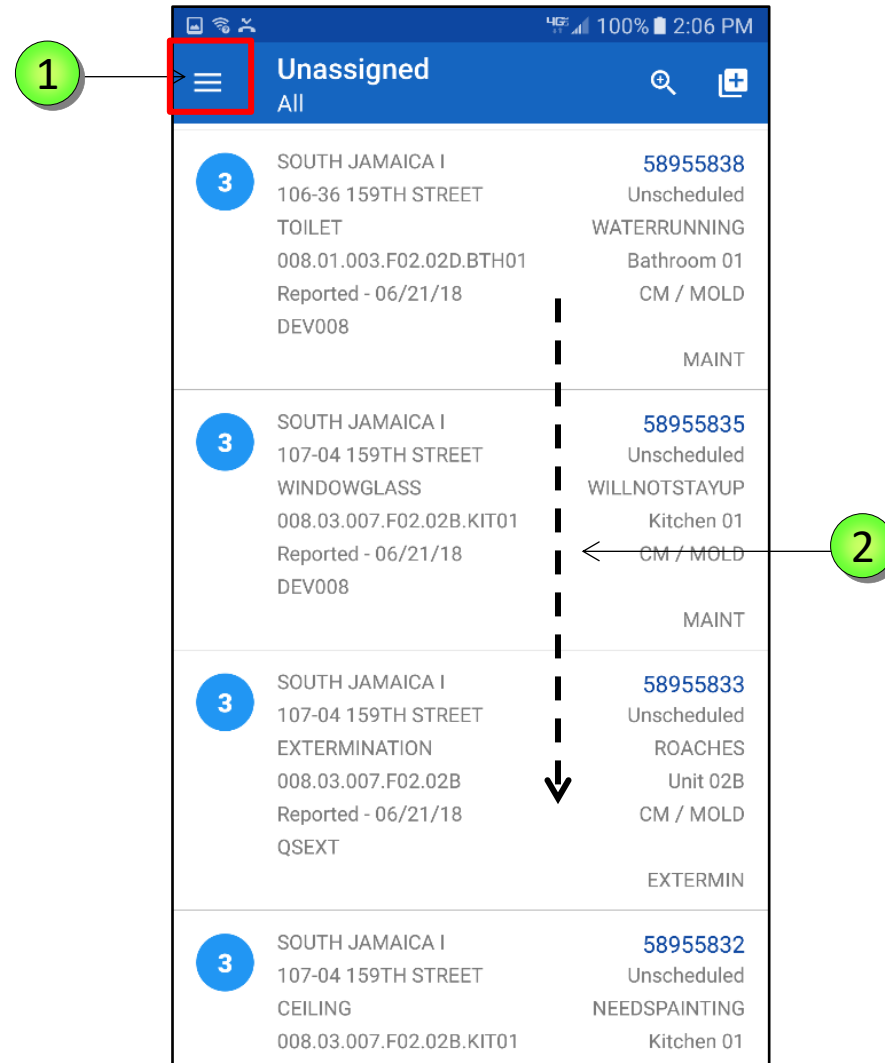 4G 100% 2:06 PM
1
Unassigned
All
3
SOUTH JAMAICA I 58955838
106-36 159TH STREET Unscheduled
TOILET WATERRUNNING
008.01.003.F02.02D.BTH01 Bathroom 01
Reported - 06/21/18 CM / MOLD
DEV008
MAINT
3
SOUTH JAMAICA I 58955835
107-04 159TH STREET Unscheduled
WINDOWGLASS WILLNOTSTAYUP
008.03.007.F02.02B.KIT01 Kitchen 01
Reported - 06/21/18 CM / MOLD
2
DEV008
MAINT
3
SOUTH JAMAICA I 58955833
107-04 159TH STREET Unscheduled
EXTERMINATION ROACHES
008.03.007.F02.02B Unit 02B
Reported - 06/21/18 CM / MOLD
QSEXT
EXTERMIN
3
SOUTH JAMAICA I 58955832
107-04 159TH STREET Unscheduled
CEILING NEEDSPAINTING
008.03.007.F02.02B.KIT01 Kitchen 01